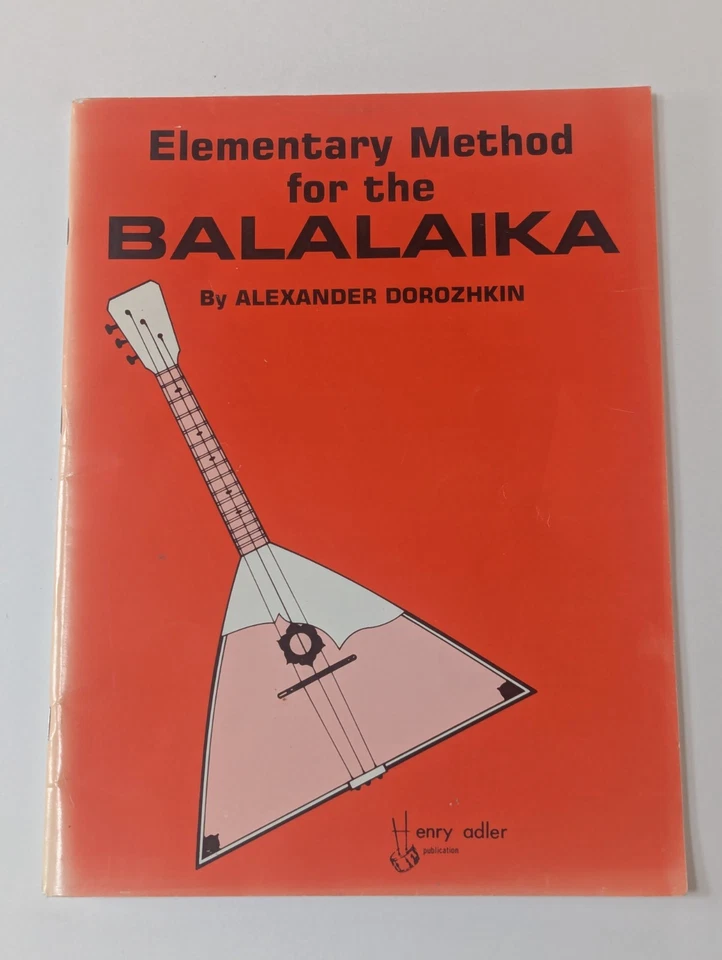 Elementary Method
for the
BALALAIKA
By ALEXANDER DOROZHKIN
Henry adler
publication